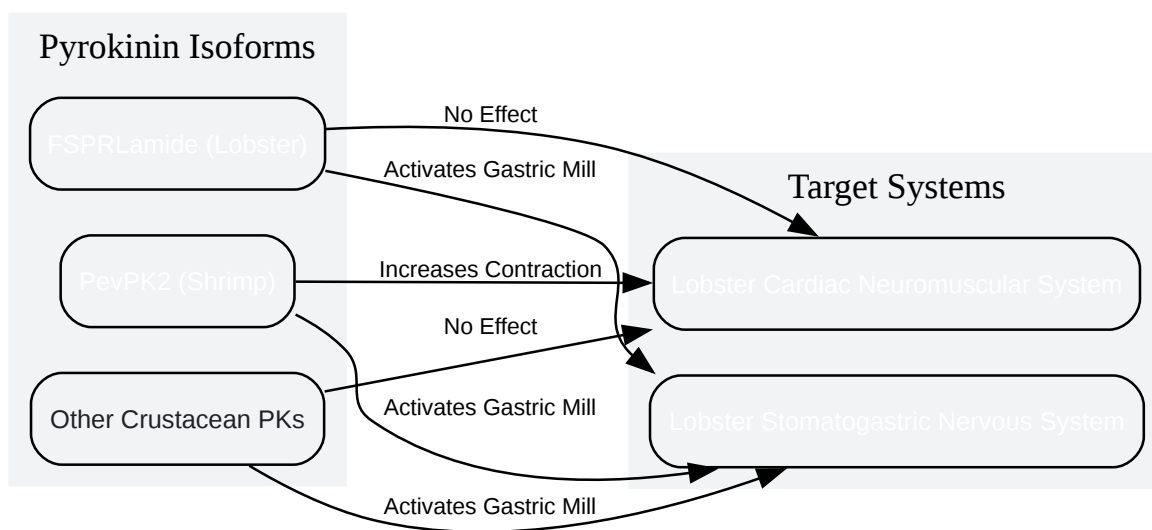 Pyrokinin Isoforms
FSPRLamide (Lobster)
PevPK2 (Shrimp)
Other Crustacean PKs
No Effect
Activates Gastric Mill
Increases Contraction
No Effect
Activates Gastric Mill
Activates Gastric Mill
Target Systems
Lobster Cardiac Neuromuscular System
Lobster Stomatogastric Nervous System